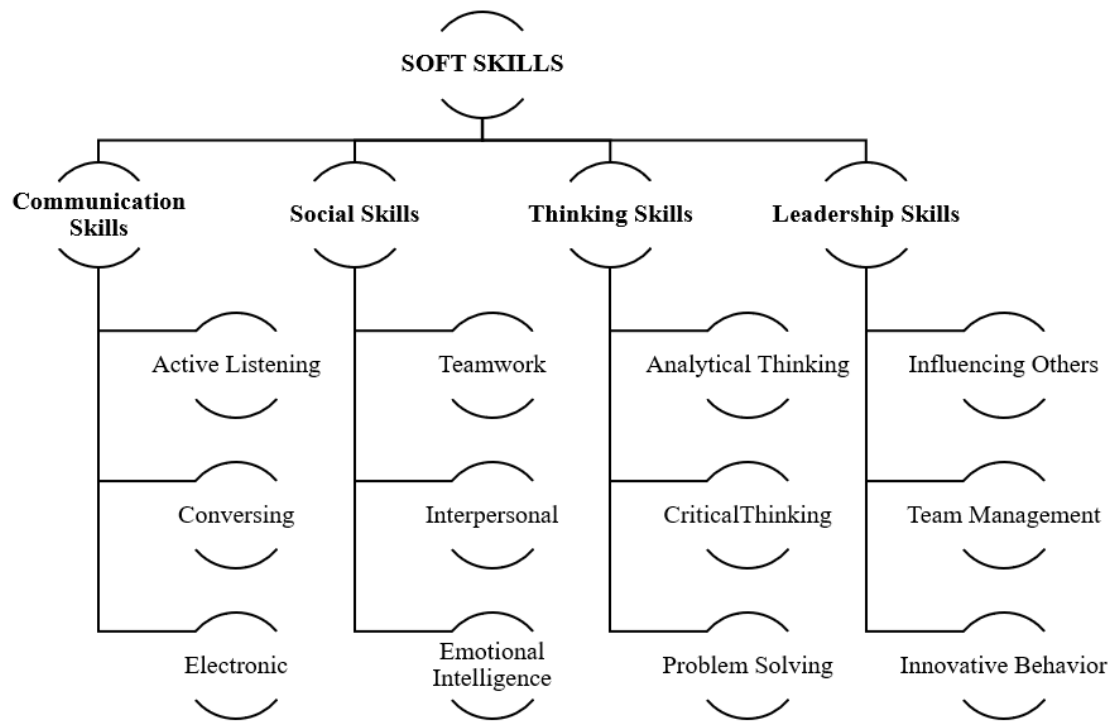 SOFT SKILLS
Communication
Skills
Social Skills
Thinking Skills
Leadership Skills
Active Listening
Teamwork
Analytical Thinking
Influencing Others
Conversing
Interpersonal
CriticalThinking
Team Management
Electronic
Emotional
Intelligence
Problem Solving
Innovative Behavior